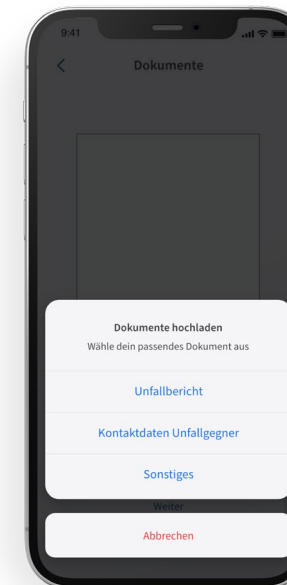 9:41
Dokumente
Dokumente hochladen
Wähle dein passendes Dokument aus
Unfallbericht
Kontaktdaten Unfallgegner
Sonstiges
Weiter
Abbrechen